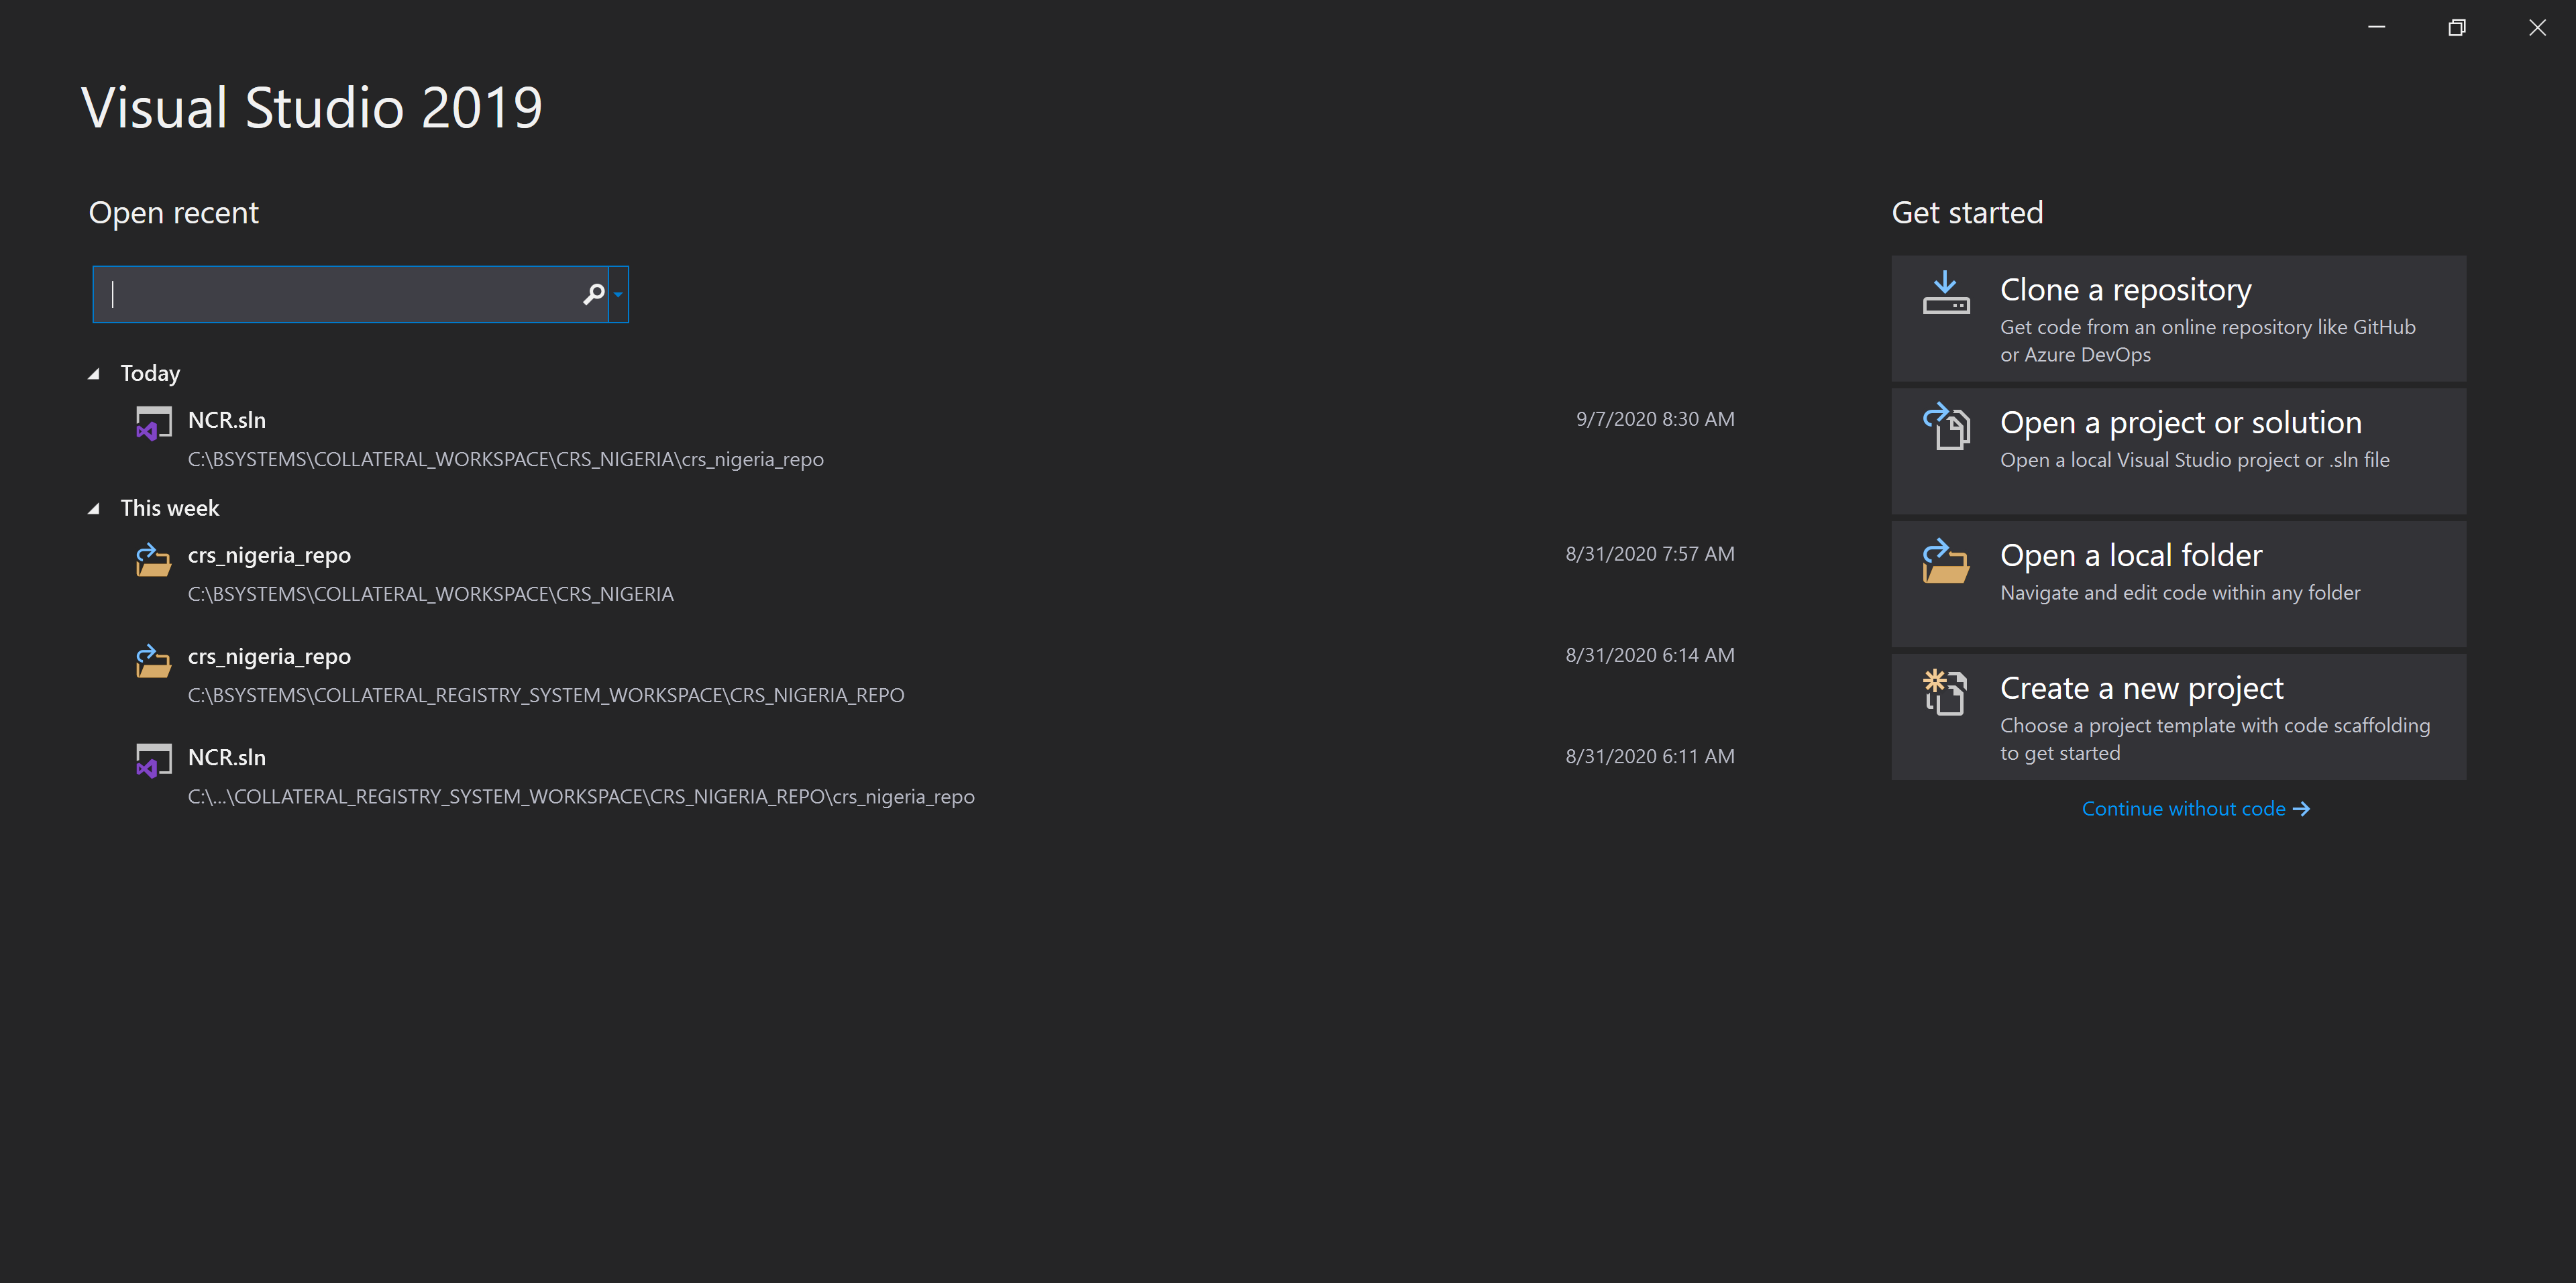 Visual Studio 2019
Open recent
Today
NCR.sln
9/7/2020 8:30 AM
C:\BSYSTEMS\COLLATERAL_WORKSPACE\CRS_NIGERIA\crs_nigeria_repo
This week
crs_nigeria_repo
8/31/2020 7:57 AM
C:\BSYSTEMS\COLLATERAL_WORKSPACE\CRS_NIGERIA
crs_nigeria_repo
8/31/2020 6:14 AM
C:\BSYSTEMS\COLLATERAL_REGISTRY_SYSTEM_WORKSPACE\CRS_NIGERIA_REPO
NCR.sln
8/31/2020 6:11 AM
C:\...\COLLATERAL_REGISTRY_SYSTEM_WORKSPACE\CRS_NIGERIA_REPO\crs_nigeria_repo
Get started
Clone a repository
Get code from an online repository like GitHub
or Azure DevOps
Open a project or solution
Open a local Visual Studio project or .sln file
Open a local folder
Navigate and edit code within any folder
Create a new project
Choose a project template with code scaffolding
to get started
Continue without code →